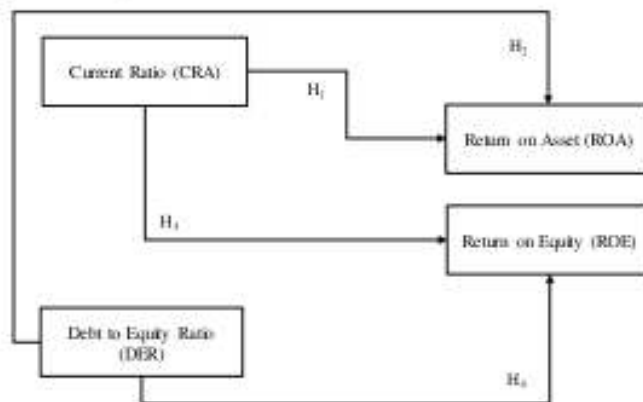 H2
Current Ratio (CRA)
H1
Return on Asset (ROA)
H3
Return on Equity (ROE)
Debt to Equity Ratio
(DER)
H4